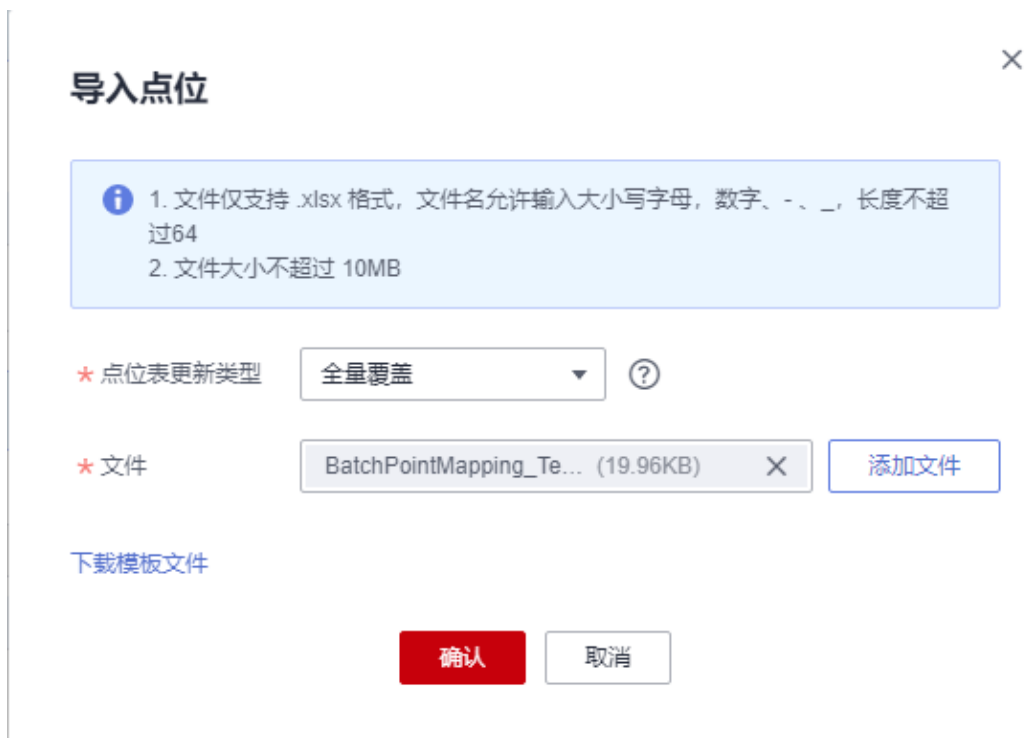 导入点位
1. 文件仅支持 .xlsx 格式，文件名允许输入大小写字母，数字、- 、_，长度不超
过64
2. 文件大小不超过 10MB
* 点位表更新类型 全量覆盖 ?
* 文件 BatchPointMapping_Te... (19.96KB) 添加文件
下载模板文件
确认 取消